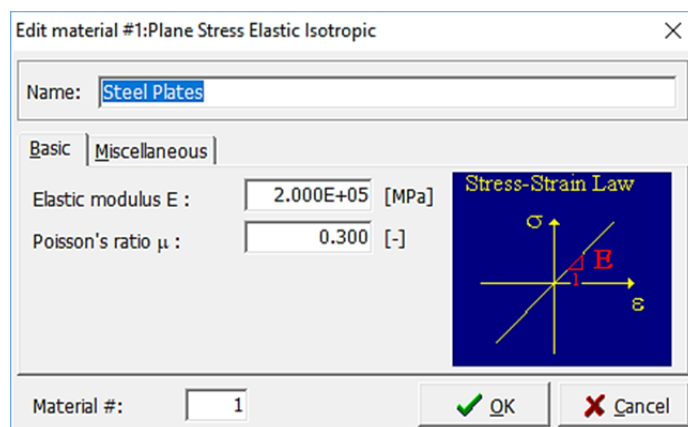 Edit material #1:Plane Stress Elastic Isotropic
Name: Steel Plates
Basic Miscellaneous
Elastic modulus E : 2.000E+05 [MPa]
Poisson's ratio μ : 0.300 [-]
Stress-Strain Law
σ
E
1
ε
Material #: 1
OK Cancel